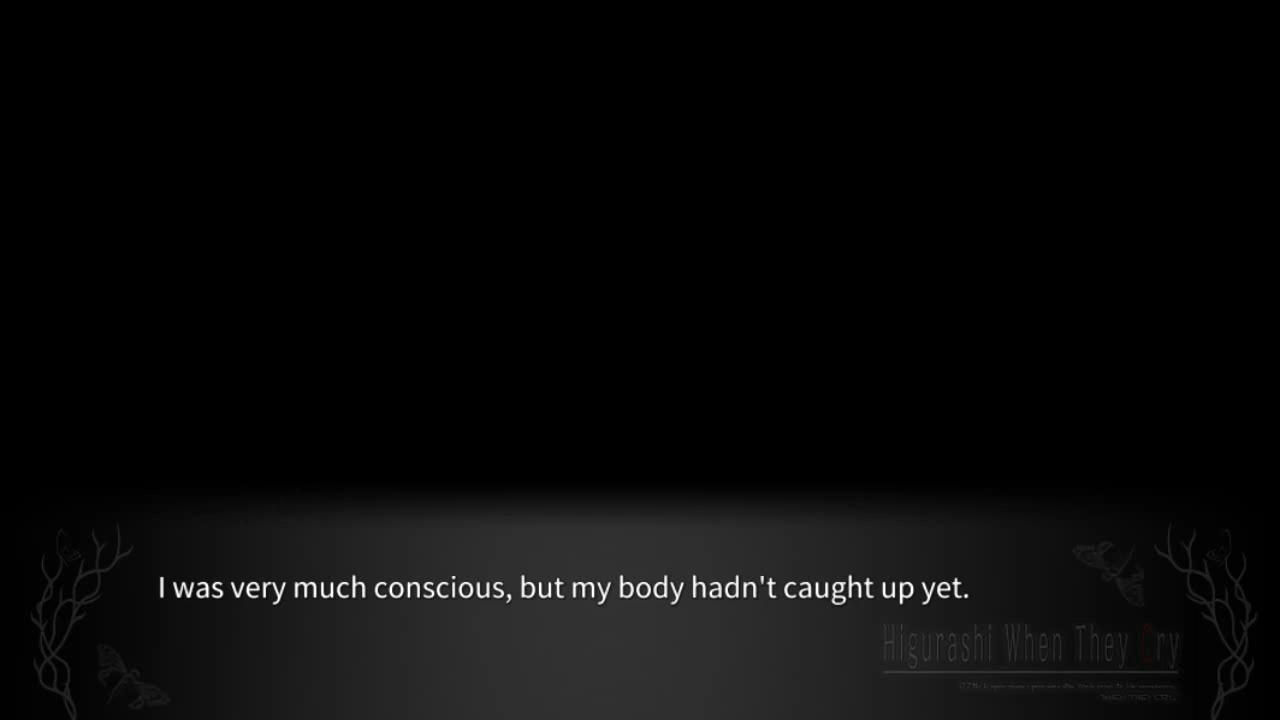 I was very much conscious, but my body hadn't caught up yet.
Higurashi When They Cry